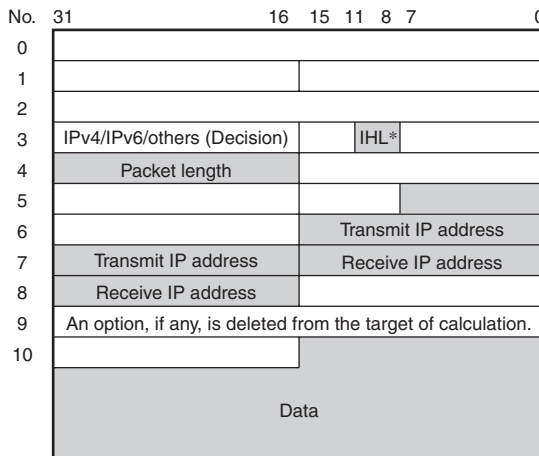 No. 31 16 15 11 8 7 0
0
1
2
3 IPv4/IPv6/others (Decision) IHL*
4 Packet length
5
6 Transmit IP address
7 Transmit IP address Receive IP address
8 Receive IP address
9 An option, if any, is deleted from the target of calculation.
10
Data